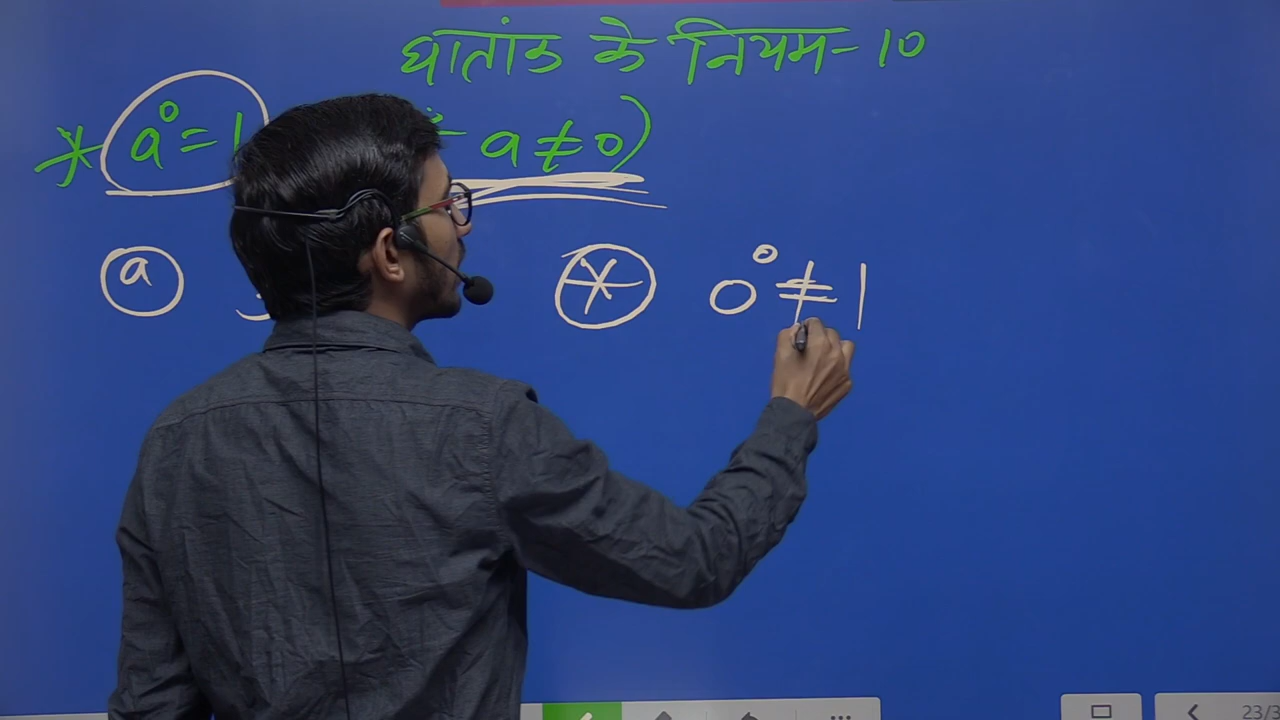 घातांक के नियम- 10
* a⁰ = 1 a ≠ 0)
(a)
* 0⁰ ≠ 1
23/3